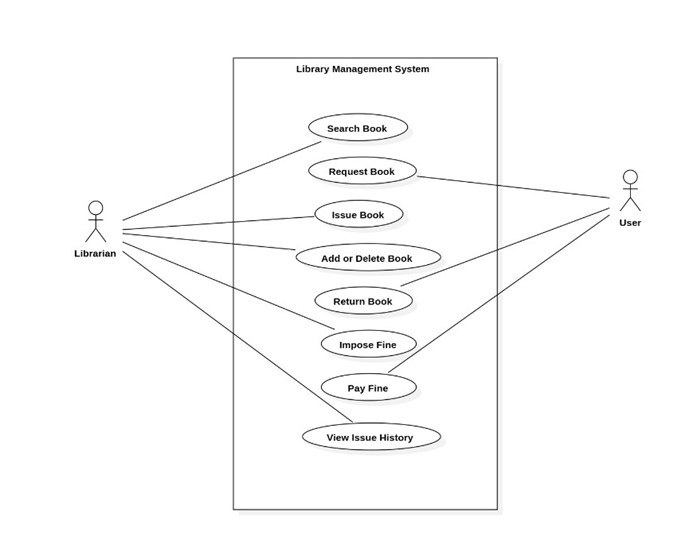 Library Management System
Search Book
Request Book
Issue Book
Add or Delete Book
Return Book
Impose Fine
Pay Fine
View Issue History
Librarian
User